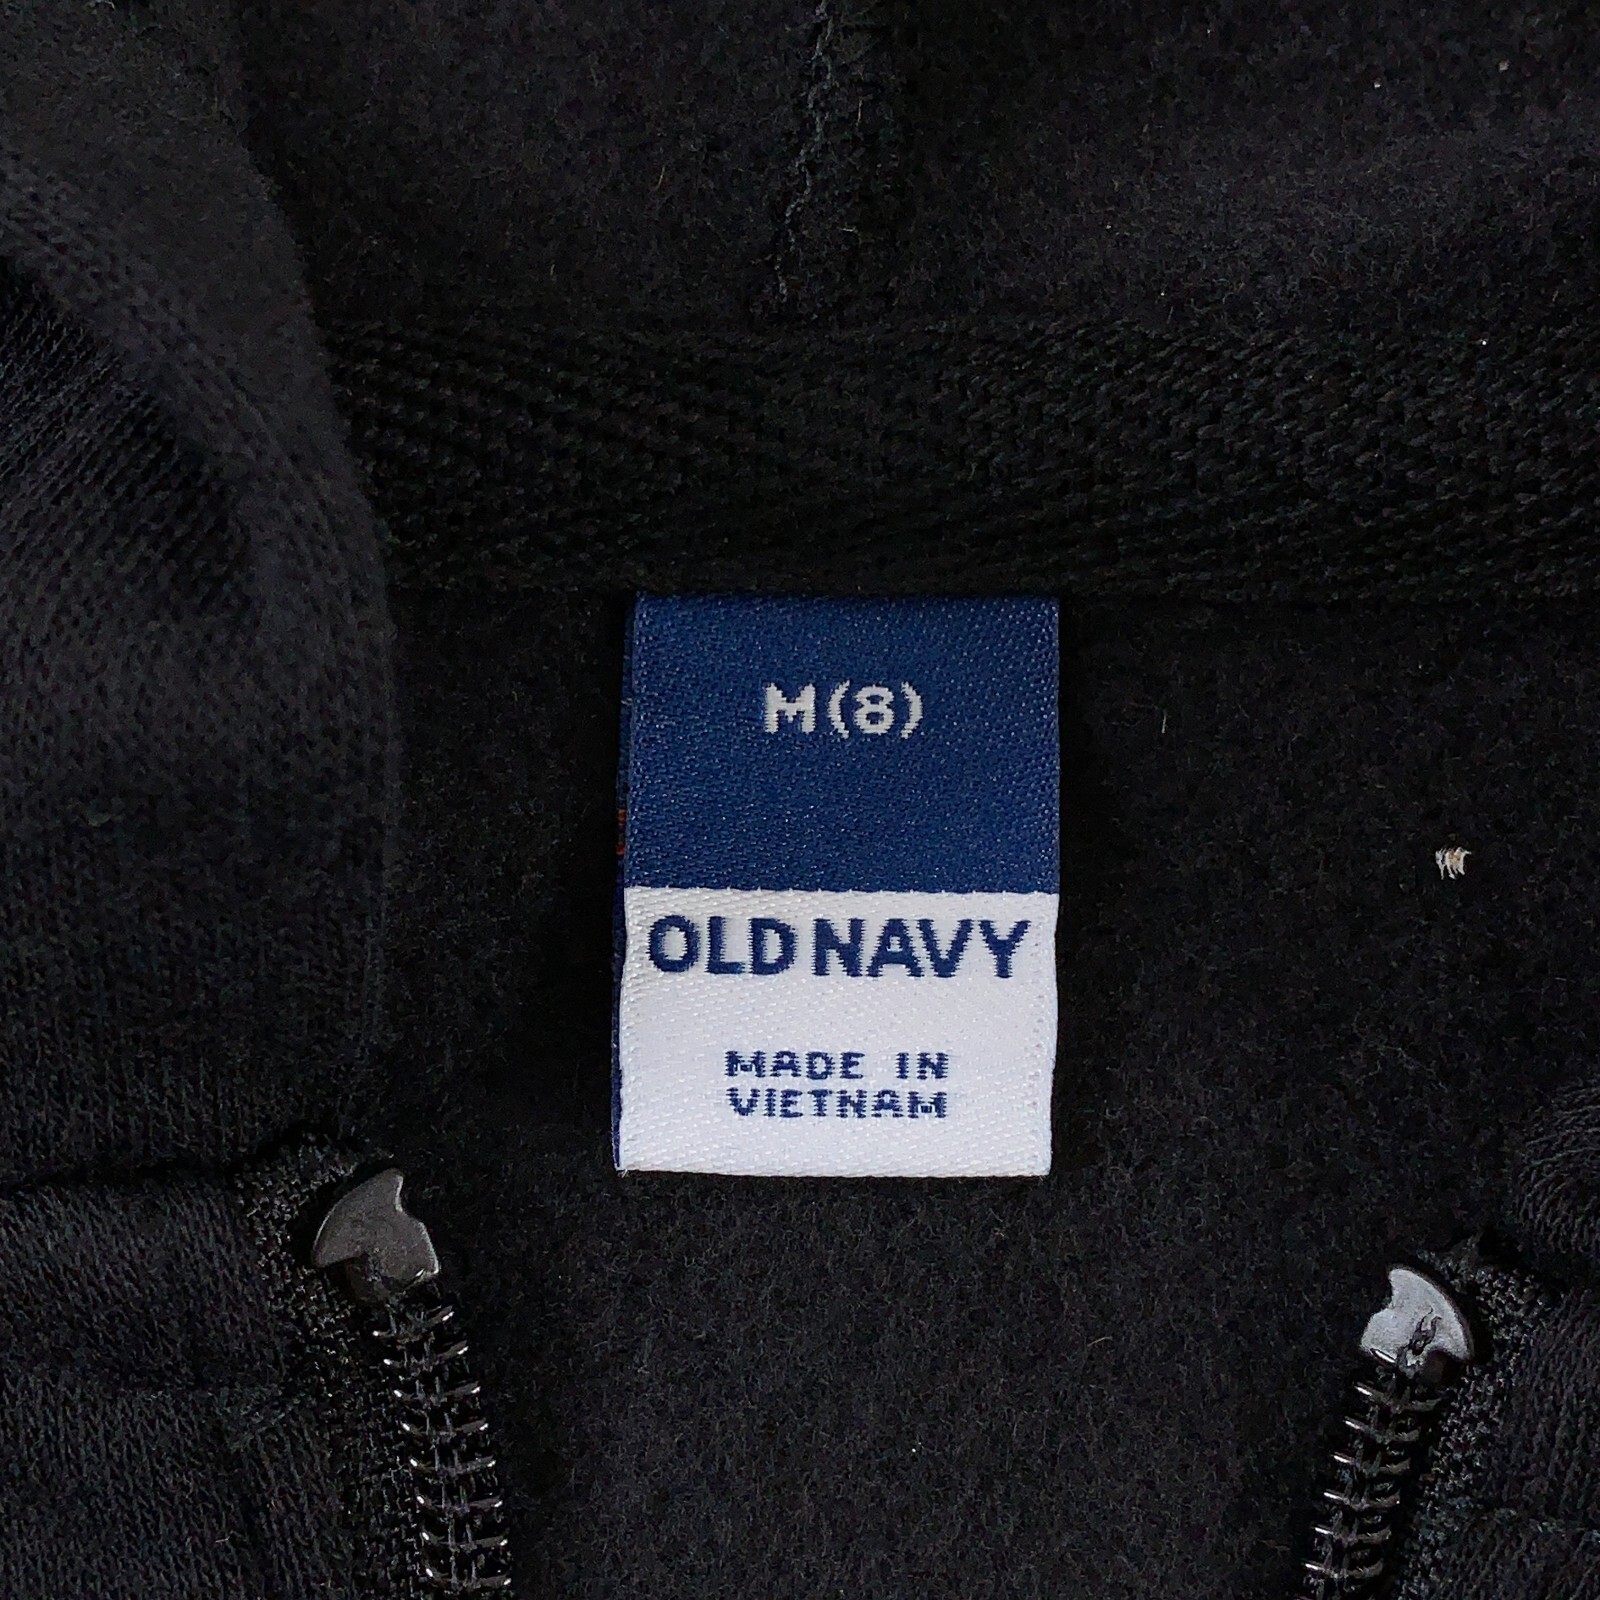 M(8)
OLD NAVY
MADE IN
VIETNAM